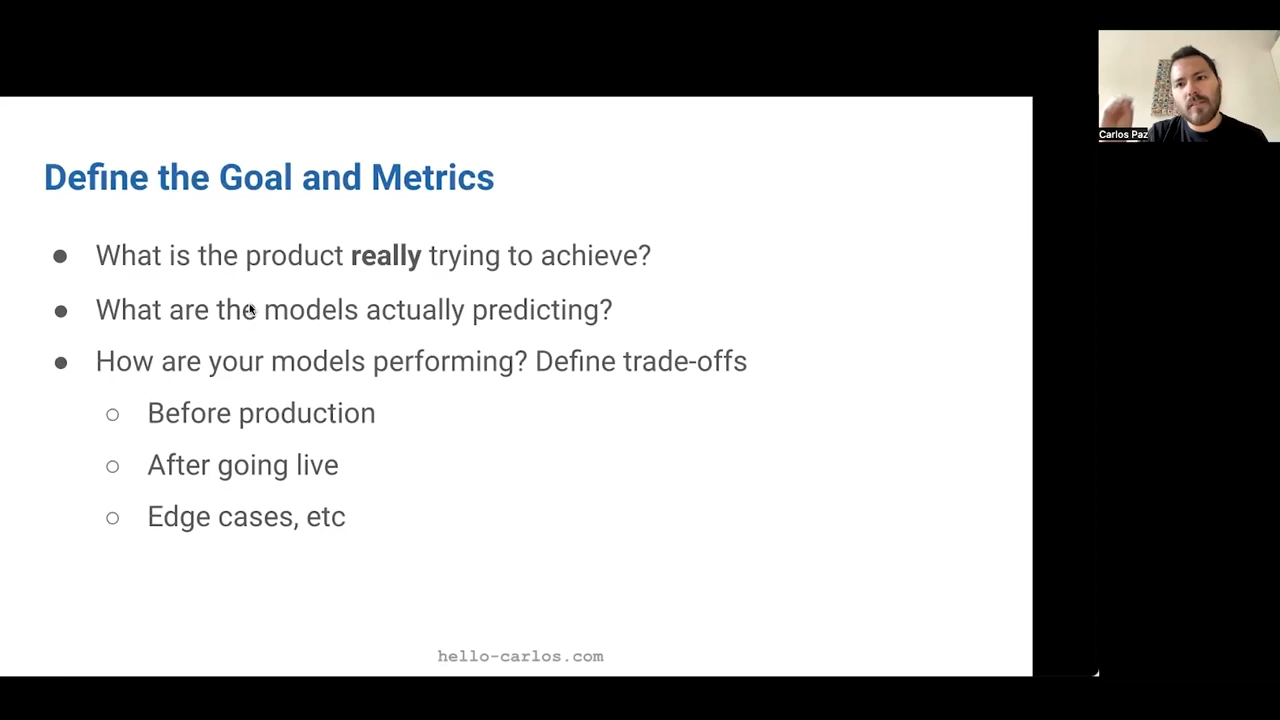 Carlos Paz
Define the Goal and Metrics
● What is the product really trying to achieve?
● What are the models actually predicting?
● How are your models performing? Define trade-offs
○ Before production
○ After going live
○ Edge cases, etc
hello-carlos.com